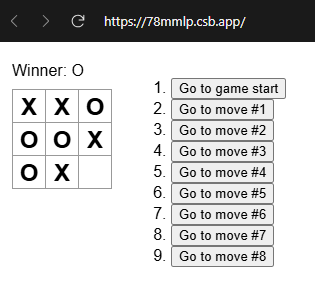 https://78mmlp.csb.app/
Winner: O
X X O
O O X
O X
1. Go to game start
2. Go to move #1
3. Go to move #2
4. Go to move #3
5. Go to move #4
6. Go to move #5
7. Go to move #6
8. Go to move #7
9. Go to move #8